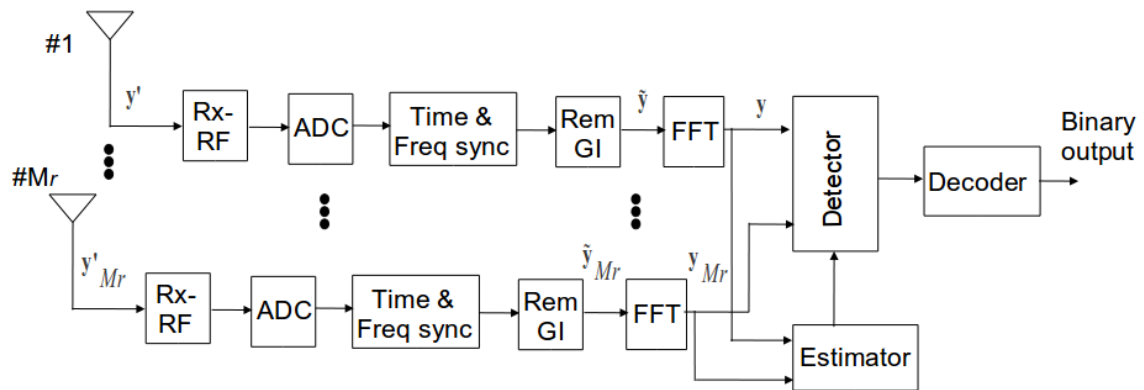 #1
y'
Rx-
RF
ADC
Time &
Freq sync
Rem
GI
ỹ
FFT
y
Detector
Decoder
Binary
output
#Mr
y'Mr
Rx-
RF
ADC
Time &
Freq sync
Rem
GI
ỹMr
FFT
yMr
Estimator